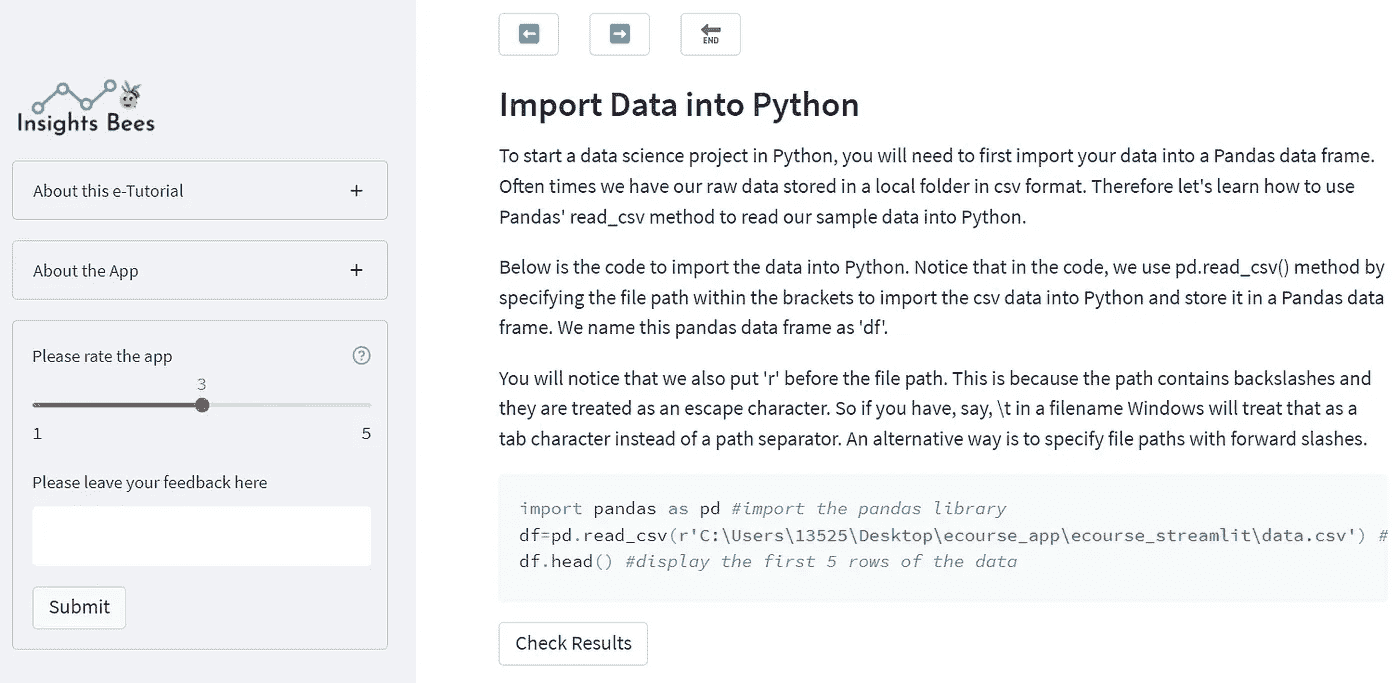 Insights Bees
About this e-Tutorial +
About the App +
Please rate the app
3
1 5
Please leave your feedback here
Submit
END
Import Data into Python
To start a data science project in Python, you will need to first import your data into a Pandas data frame.
Often times we have our raw data stored in a local folder in csv format. Therefore let's learn how to use
Pandas' read_csv method to read our sample data into Python.
Below is the code to import the data into Python. Notice that in the code, we use pd.read_csv() method by
specifying the file path within the brackets to import the csv data into Python and store it in a Pandas data
frame. We name this pandas data frame as 'df'.
You will notice that we also put 'r' before the file path. This is because the path contains backslashes and
they are treated as an escape character. So if you have, say, \t in a filename Windows will treat that as a
tab character instead of a path separator. An alternative way is to specify file paths with forward slashes.
import pandas as pd #import the pandas library
df=pd.read_csv(r'C:\Users\13525\Desktop\ecourse_app\ecourse_streamlit\data.csv') #
df.head() #display the first 5 rows of the data
Check Results